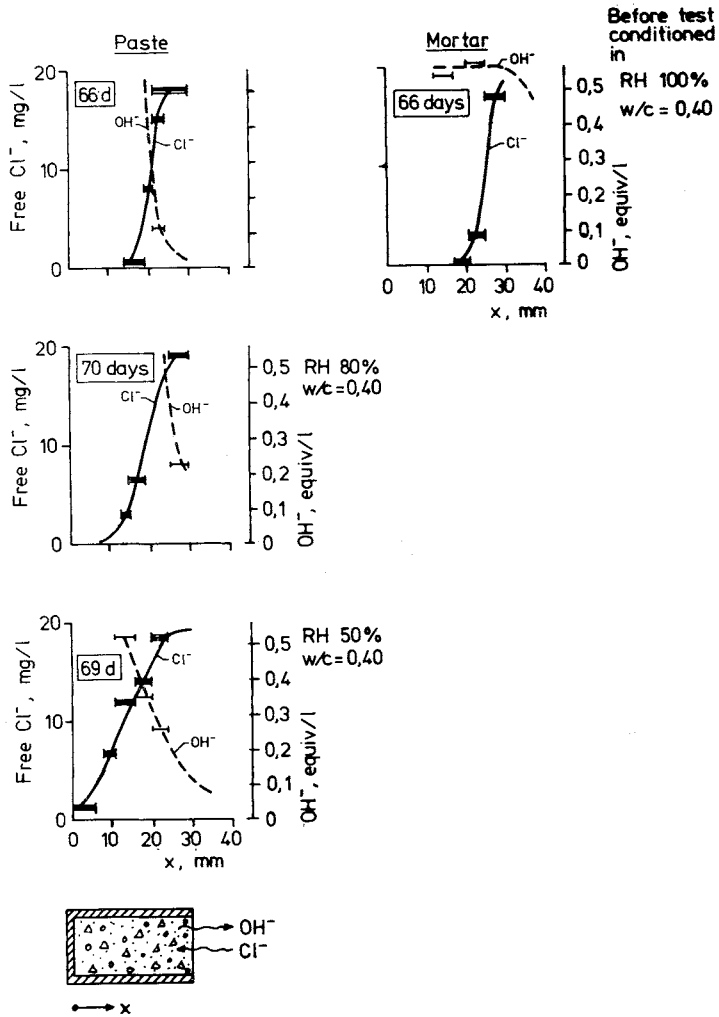 Paste
Mortar
Before test
conditioned
in
RH 100%
w/c = 0,40
Free Cl⁻, mg/l
20
10
0
66 d
OH⁻
Cl⁻
66 days
OH⁻
Cl⁻
0,5
0,4
0,3
0,2
0,1
0
OH⁻, equiv/l
0 10 20 30 40
x, mm
Free Cl⁻, mg/l
20
10
0
70 days
Cl⁻
OH⁻
0,5
0,4
0,3
0,2
0,1
0
OH⁻, equiv/l
RH 80%
w/c=0,40
Free Cl⁻, mg/l
20
10
0
69 d
Cl⁻
OH⁻
0,5
0,4
0,3
0,2
0,1
0
OH⁻, equiv/l
RH 50%
w/c=0,40
0 10 20 30 40
x, mm
OH⁻
Cl⁻
x